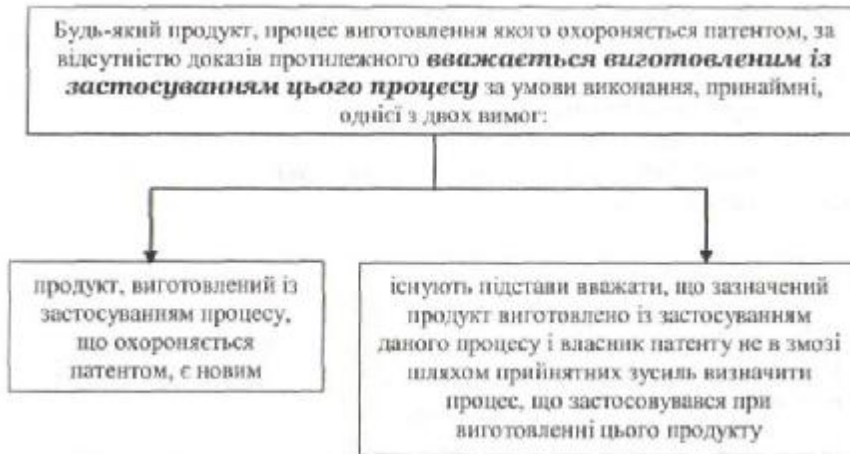 Будь-який продукт, процес виготовлення якого охороняється патентом, за
відсутністю доказів протилежного вважається виготовленим із
застосуванням цього процесу за умови виконання, принаймні,
однієї з двох вимог:
продукт, виготовлений із
застосуванням процесу,
що охороняється
патентом, є новим
існують підстави вважати, що зазначений
продукт виготовлено із застосуванням
даного процесу і власник патенту не в змозі
шляхом прийнятних зусиль визначити
процес, що застосовувався при
виготовленні цього продукту